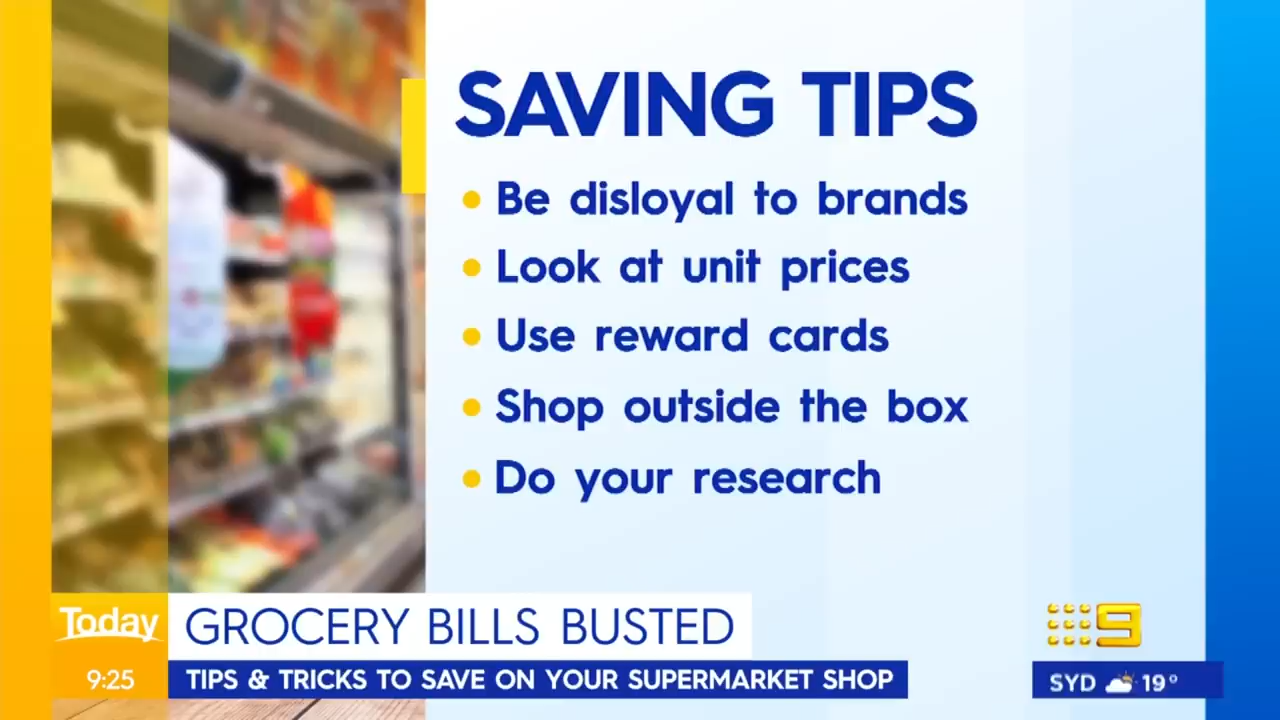 SAVING TIPS
Be disloyal to brands
Look at unit prices
Use reward cards
Shop outside the box
Do your research
Today
GROCERY BILLS BUSTED
9
9:25
TIPS & TRICKS TO SAVE ON YOUR SUPERMARKET SHOP
SYD 19°